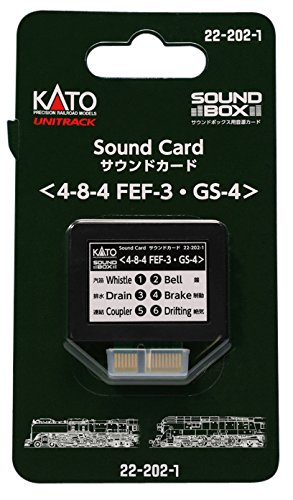 22-202-1
KATO
PRECISION RAILROAD MODELS
UNITRACK
SOUND
BOX
サウンドボックス用音源カード
Sound Card
サウンドカード
<4-8-4 FEF-3・GS-4>
SOUND
BOX
Sound Card サウンドカード 22-202-1
<4-8-4 FEF-3・GS-4>
汽笛 Whistle 1 2 Bell 鐘
排水 Drain 3 4 Brake 制動
連結 Coupler 5 6 Drifting 絶気
22-202-1